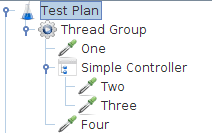 Test Plan
Thread Group
One
Simple Controller
Two
Three
Four